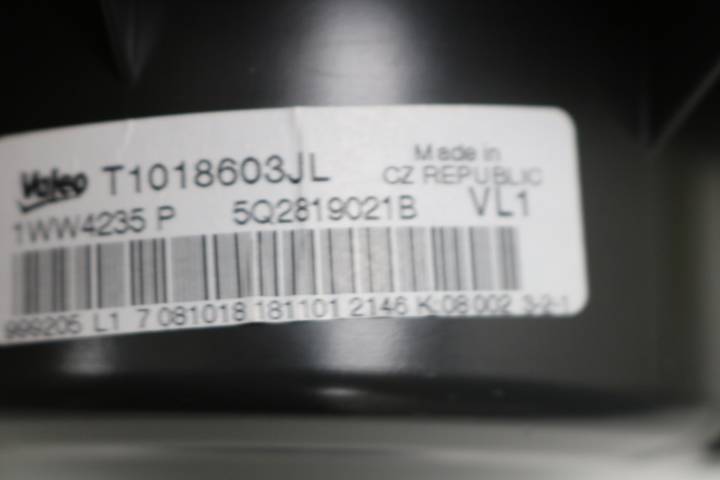 Valeo T1018603JL Made in
CZ REPUBLIC
1WW4235 P 5Q2819021B VL1
999205 L1 7 081018 181101 2146 K:08 002 3-2-1